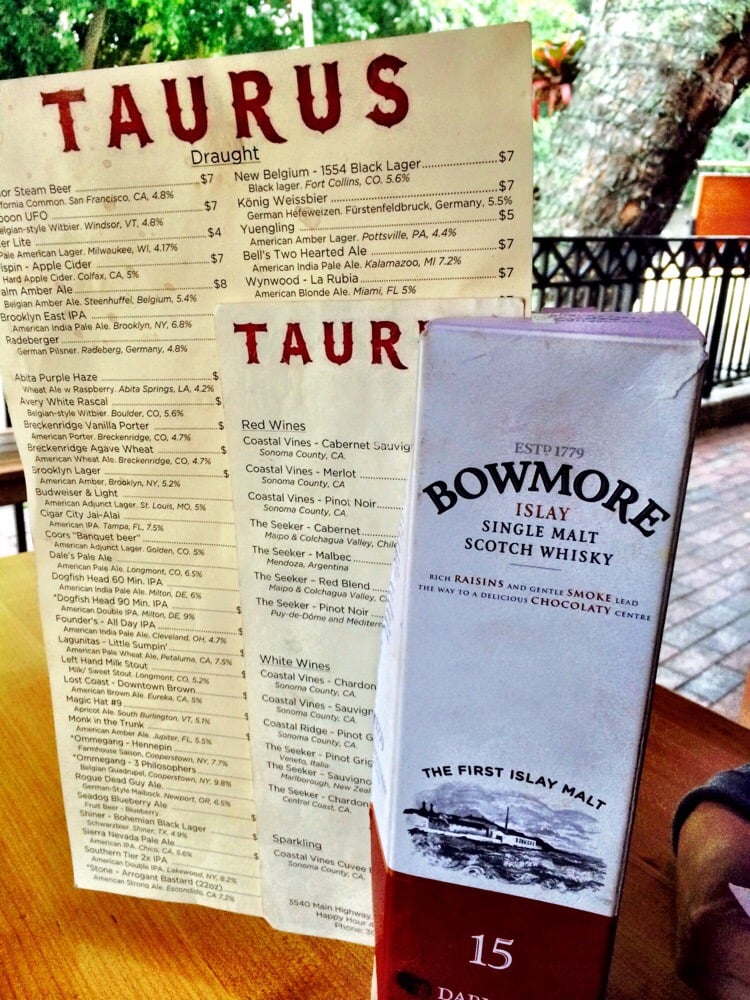 TAURUS
Draught
or Steam Beer $7
fornia Common. San Francisco, CA, 4.8%
oon UFO $7
elgian-style Witbier. Windsor, VT, 4.8%
er Lite $4
Pale American Lager. Milwaukee, WI, 4.17%
ispin - Apple Cider $7
Hard Apple Cider. Colfax, CA, 5%
alm Amber Ale $8
Belgian Amber Ale. Steenhuffel, Belgium, 5.4%
Brooklyn East IPA
American India Pale Ale. Brooklyn, NY, 6.8%
Radeberger
German Pilsner. Radeberg, Germany, 4.8%
New Belgium - 1554 Black Lager $7
Black lager. Fort Collins, CO. 5.6%
König Weissbier $7
German Hefeweizen. Fürstenfeldbruck, Germany, 5.5%
Yuengling $5
American Amber Lager. Pottsville, PA, 4.4%
Bell's Two Hearted Ale $7
American India Pale Ale. Kalamazoo, MI 7.2%
Wynwood - La Rubia $7
American Blonde Ale. Miami, FL 5%
Abita Purple Haze $
Wheat Ale w Raspberry. Abita Springs, LA, 4.2%
Avery White Rascal $
Belgian-style Witbier. Boulder, CO, 5.6%
Breckenridge Vanilla Porter $
American Porter. Breckenridge, CO, 4.7%
Breckenridge Agave Wheat $
American Wheat Ale. Breckenridge, CO, 4.7%
Brooklyn Lager $
American Amber, Brooklyn, NY, 5.2%
Budweiser & Light $
American Adjunct Lager. St. Louis, MO, 5%
Cigar City Jai-Alai $
American IPA. Tampa, FL, 7.5%
Coors "Banquet beer"
American Adjunct Lager. Golden, CO. 5%
Dale's Pale Ale
American Pale Ale, Longmont, CO, 6.5%
Dogfish Head 60 Min. IPA
American India Pale Ale. Milton, DE, 6%
*Dogfish Head 90 Min. IPA $
American Double IPA. Milton, DE, 9%
Founder's - All Day IPA $
American India Pale Ale, Cleveland, OH, 4.7%
Lagunitas - Little Sumpin'
American Pale Wheat Ale, Petaluma, CA, 7.5%
Left Hand Milk Stout
Milk/ Sweet Stout. Longmont, CO, 5.2%
Lost Coast - Downtown Brown
American Brown Ale. Eureka, CA, 5%
Magic Hat #9
Apricot Ale. South Burlington, VT, 5.1%
Monk in the Trunk
American Amber Ale. Jupiter, FL. 5.5%
*Ommegang - Hennepin
Farmhouse Saison, Cooperstown, NY, 7.7%
*Ommegang - 3 Philosophers
Belgian Quadrupel, Cooperstown, NY, 9.8%
Rogue Dead Guy Ale
German-Style Maibock. Newport, OR, 6.5%
Seadog Blueberry Ale
Fruit Beer - Blueberry
Shiner - Bohemian Black Lager $
Schwarzbier. Shiner, TX, 4.9%
Sierra Nevada Pale Ale $
American IPA. Chico, CA, 5.6%
Southern Tier 2x IPA
American Double IPA, Lakewood, NY, 8.2%
*Stone - Arrogant Bastard (22oz)
American Strong Ale. Escondido, CA 7.2%
TAUR
Red Wines
Coastal Vines - Cabernet Sauvig
Sonoma County, CA.
Coastal Vines - Merlot
Sonoma County, CA
Coastal Vines - Pinot Noir
Sonoma County, CA.
The Seeker - Cabernet
Maipo & Colchagua Valley, Chile
The Seeker - Malbec
Mendoza, Argentina
The Seeker - Red Blend
Maipo & Colchagua Valley, C
The Seeker - Pinot Noir
Puy-de-Dôme and Méditerr
White Wines
Coastal Vines - Chardon
Sonoma County, CA.
Coastal Vines - Sauvign
Sonoma County, CA.
Coastal Ridge - Pinot G
Sonoma County, CA.
The Seeker - Pinot Grig
Veneto, Italia
The Seeker - Sauvigno
Marlborough, New Zeal
The Seeker - Chardon
Central Coast, CA.
Sparkling
Coastal Vines Cuvee
Sonoma County, CA.
3540 Main Highway
Happy Hour 4
Phone: 30
ESTD 1779
BOWMORE
ISLAY
SINGLE MALT
SCOTCH WHISKY
RICH RAISINS AND GENTLE SMOKE LEAD
THE WAY TO A DELICIOUS CHOCOLATY CENTRE
THE FIRST ISLAY MALT
15
DAR